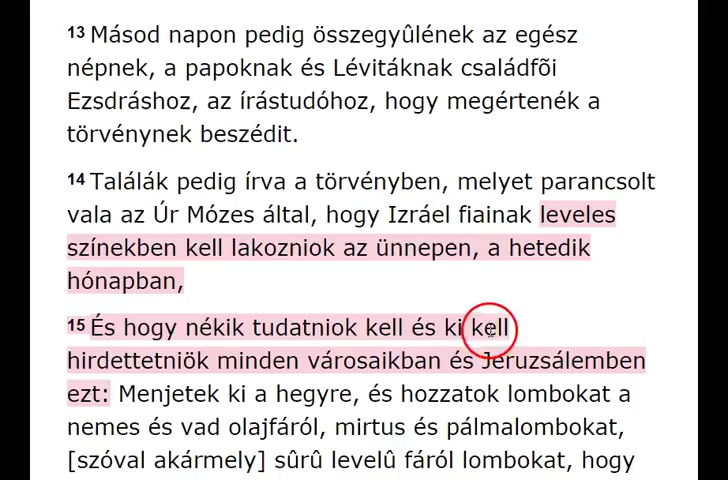 13 Másod napon pedig összegyûlének az egész
népnek, a papoknak és Lévitáknak családfõi
Ezsdráshoz, az írástudóhoz, hogy megértenék a
törvénynek beszédit.
14 Találák pedig írva a törvényben, melyet parancsolt
vala az Úr Mózes által, hogy Izráel fiainak leveles
színekben kell lakozniok az ünnepen, a hetedik
hónapban,
15 És hogy nékik tudatniok kell és ki kell
hirdettetniök minden városaikban és Jeruzsálemben
ezt: Menjetek ki a hegyre, és hozzatok lombokat a
nemes és vad olajfáról, mirtus és pálmalombokat,
[szóval akármely] sûrû levelû fáról lombokat, hogy